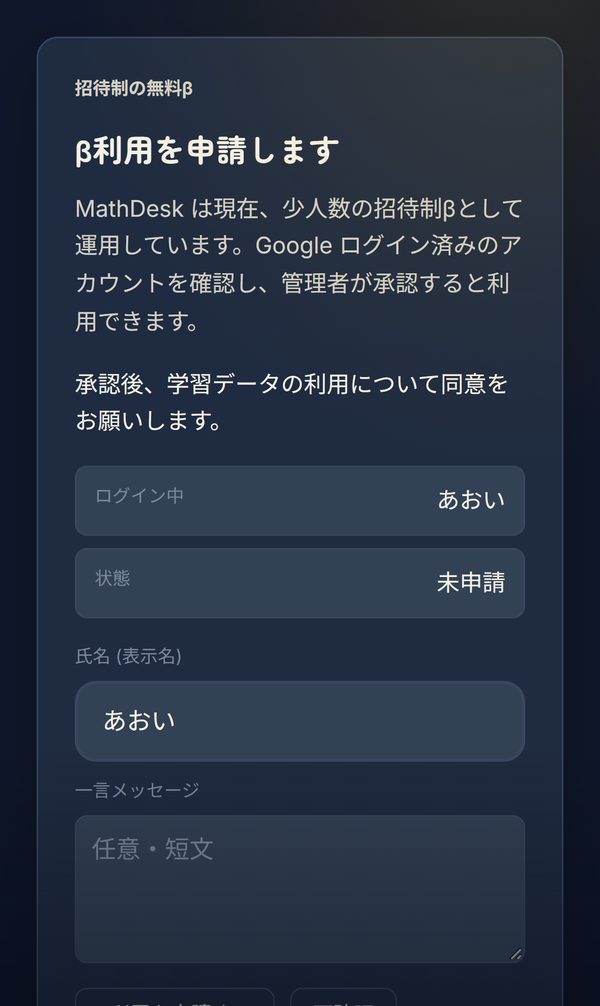 招待制の無料β
β利用を申請します
MathDesk は現在、少人数の招待制βとして
運用しています。Google ログイン済みのア
カウントを確認し、管理者が承認すると利
用できます。
承認後、学習データの利用について同意を
お願いします。
ログイン中
あおい
状態
未申請
氏名 (表示名)
あおい
一言メッセージ
任意・短文